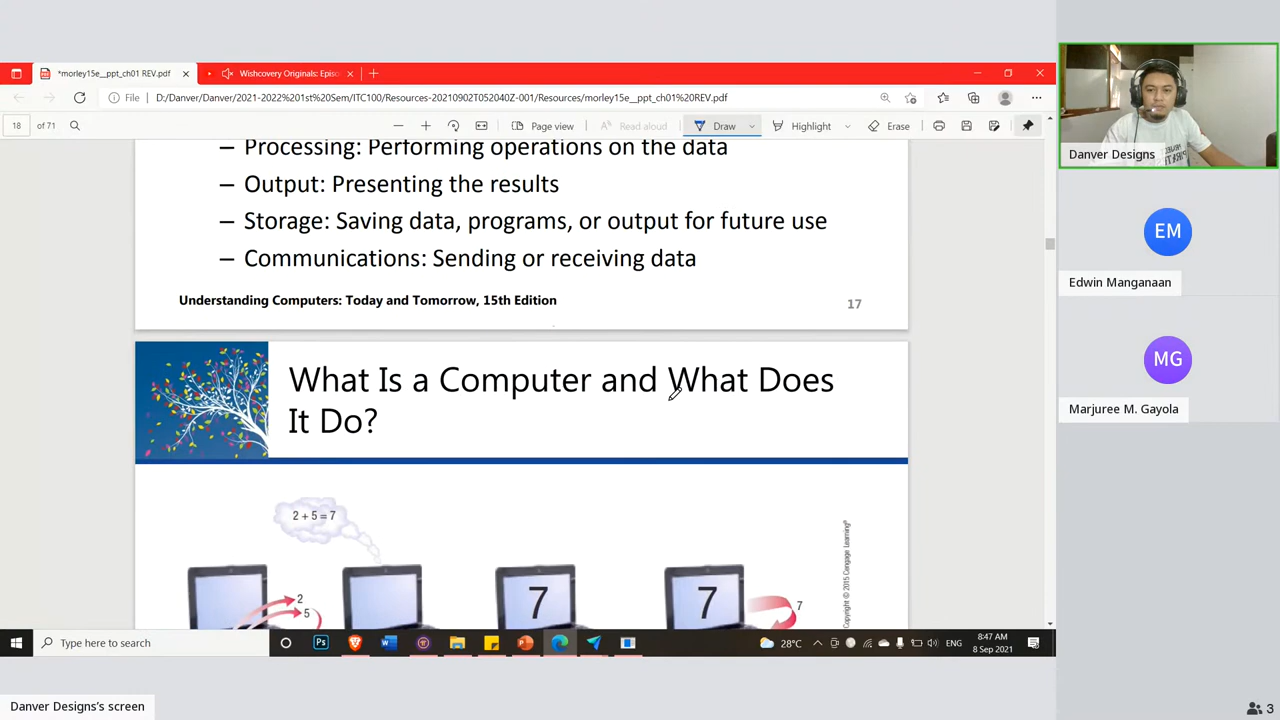 *morley15e__ppt_ch01 REV.pdf
Wishcovery Originals: Episo
File
D:/Danver/Danver/2021-2022%201st%20Sem/ITC100/Resources-20210902T052040Z-001/Resources/morley15e__ppt_ch01%20REV.pdf
18 of 71
Page view
Read aloud
Draw
Highlight
Erase
– Processing: Performing operations on the data
– Output: Presenting the results
– Storage: Saving data, programs, or output for future use
– Communications: Sending or receiving data
Understanding Computers: Today and Tomorrow, 15th Edition
17
What Is a Computer and What Does
It Do?
2 + 5 = 7
2
5
7
7
7
Copyright © 2015 Cengage Learning®
Type here to search
Ps
28°C
ENG
8:47 AM
8 Sep 2021
Danver Designs
EM
Edwin Manganaan
MG
Marjuree M. Gayola
Danver Designs's screen
3